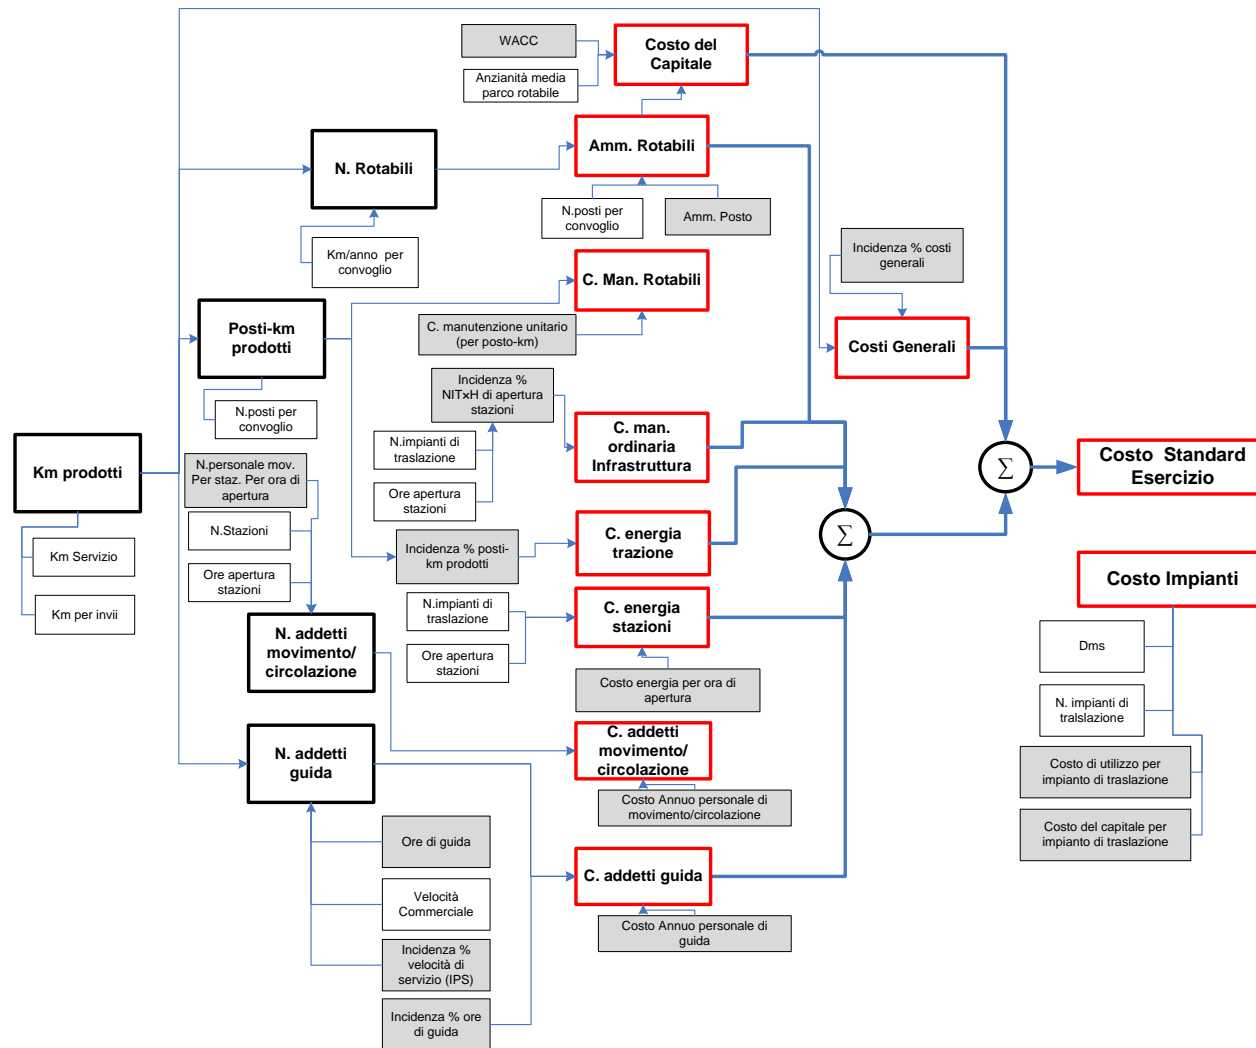 WACC
Costo del
Capitale
Anzianità media
parco rotabile
N. Rotabili
Amm. Rotabili
N.posti per
convoglio
Amm. Posto
Km/anno per
convoglio
Incidenza % costi
generali
C. Man. Rotabili
Posti-km
prodotti
C. manutenzione unitario
(per posto-km)
Costi Generali
N.posti per
convoglio
Incidenza %
NIT×H di apertura
stazioni
N.impianti di
traslazione
C. man.
ordinaria
Infrastruttura
Km prodotti
N.personale mov.
Per staz. Per ora di
apertura
Ore apertura
stazioni
∑
Costo Standard
Esercizio
N.Stazioni
Km Servizio
Incidenza % posti-
km prodotti
C. energia
trazione
∑
Ore apertura
stazioni
Km per invii
Costo Impianti
N.impianti di
traslazione
C. energia
stazioni
N. addetti
movimento/
circolazione
Ore apertura
stazioni
Dms
Costo energia per ora di
apertura
N. impianti di
tralslazione
N. addetti
guida
C. addetti
movimento/
circolazione
Costo di utilizzo per
impianto di traslazione
Costo Annuo personale di
movimento/circolazione
Costo del capitale per
impianto di traslazione
Ore di guida
C. addetti guida
Velocità
Commerciale
Costo Annuo personale di
guida
Incidenza %
velocità di
servizio (IPS)
Incidenza % ore
di guida